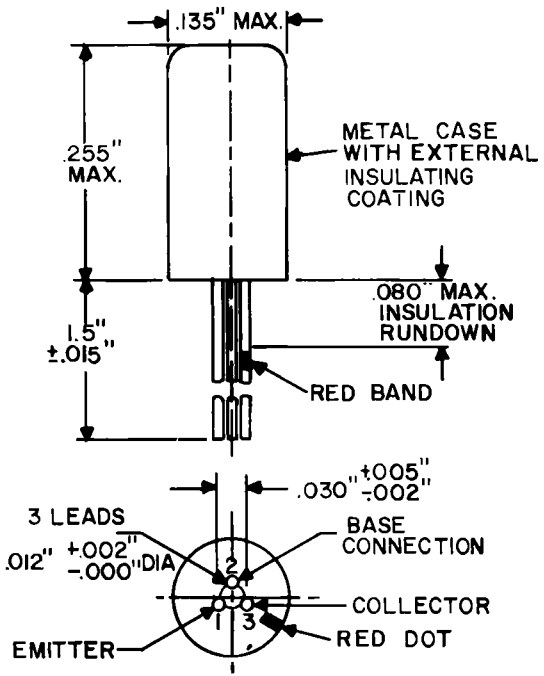 .135" MAX.
.255"
MAX.
METAL CASE
WITH EXTERNAL
INSULATING
COATING
.080" MAX.
INSULATION
RUNDOWN
1.5"
±.015"
RED BAND
.030" +.005"
-.002"
3 LEADS
.012" +.002"
-.000" DIA
BASE
CONNECTION
2
1
3
COLLECTOR
RED DOT
EMITTER